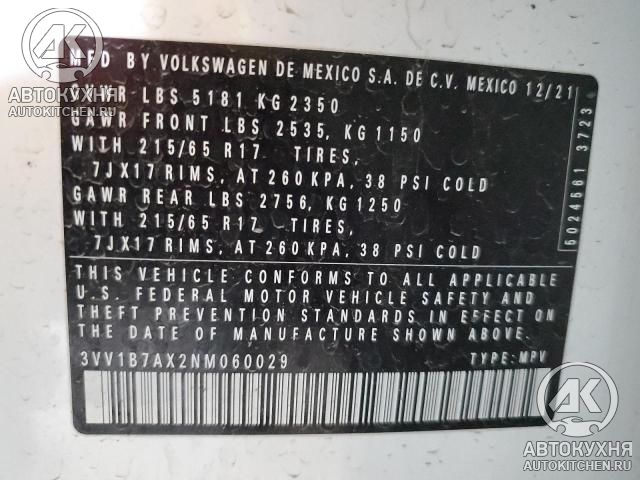 MFD BY VOLKSWAGEN DE MEXICO S.A. DE C.V. MEXICO 12/21
GVWR LBS 5181 KG 2350
GAWR FRONT LBS 2535, KG 1150
WITH 215/65 R17 TIRES,
7JX17 RIMS, AT 260 KPA, 38 PSI COLD
GAWR REAR LBS 2756, KG 1250
WITH 215/65 R17 TIRES,
7JX17 RIMS, AT 260 KPA, 38 PSI COLD
THIS VEHICLE CONFORMS TO ALL APPLICABLE
U.S. FEDERAL MOTOR VEHICLE SAFETY AND
THEFT PREVENTION STANDARDS IN EFFECT ON
THE DATE OF MANUFACTURE SHOWN ABOVE.
3VV1B7AX2NM060029 TYPE: MPV
5024561 3723
АК
АВТОКУХНЯ
AUTOKITCHEN.RU
АК
АВТОКУХНЯ
AUTOKITCHEN.RU